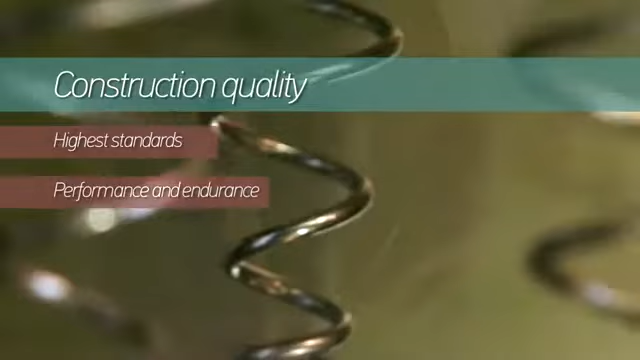 Construction quality
Highest standards
Performance and endurance